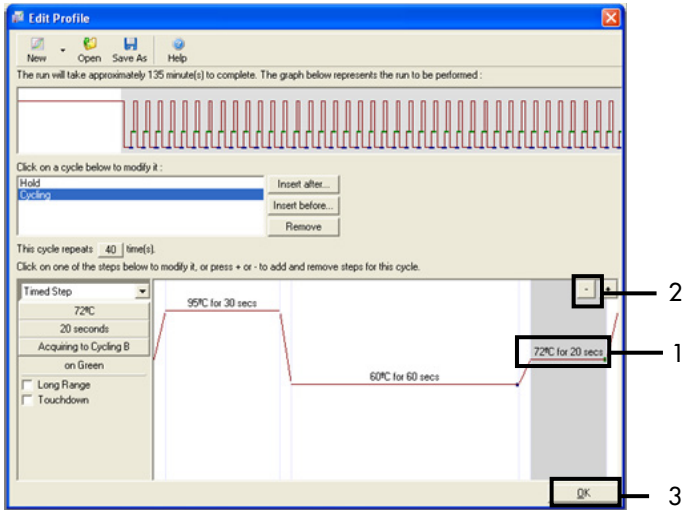 Edit Profile
New Open Save As Help
The run will take approximately 135 minute(s) to complete. The graph below represents the run to be performed :
Click on a cycle below to modify it :
Hold
Cycling
Insert after...
Insert before...
Remove
This cycle repeats 40 time(s).
Click on one of the steps below to modify it, or press + or - to add and remove steps for this cycle.
Timed Step
72ºC
20 seconds
Acquiring to Cycling B
on Green
Long Range
Touchdown
95ºC for 30 secs
60ºC for 60 secs
72ºC for 20 secs
- +
2
1
OK
3